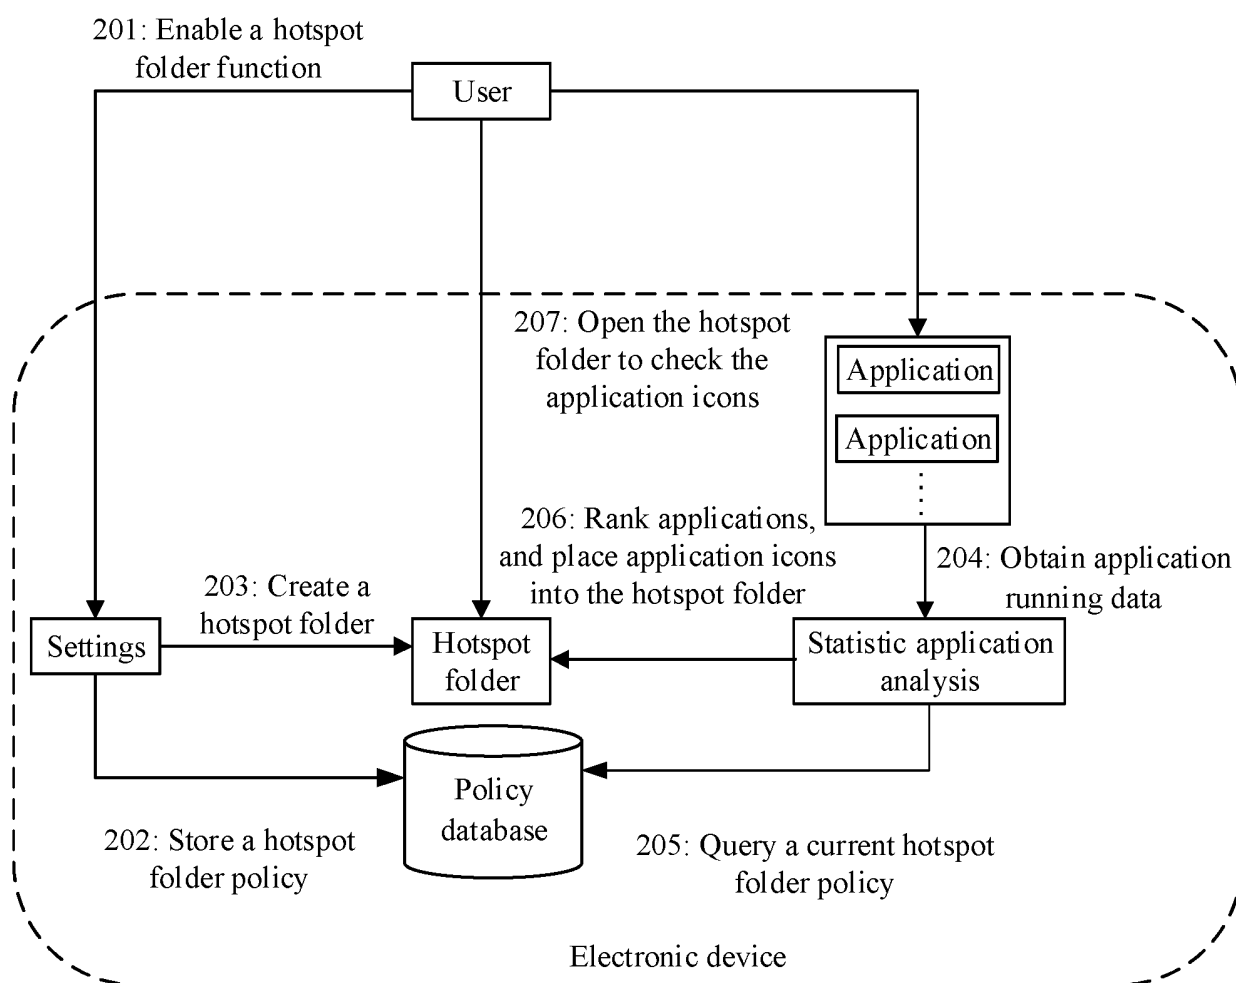 201: Enable a hotspot
folder function
User
207: Open the hotspot
folder to check the
application icons
Application
Application
206: Rank applications,
and place application icons
into the hotspot folder
204: Obtain application
running data
203: Create a
hotspot folder
Settings
Hotspot
folder
Statistic application
analysis
Policy
database
202: Store a hotspot
folder policy
205: Query a current hotspot
folder policy
Electronic device